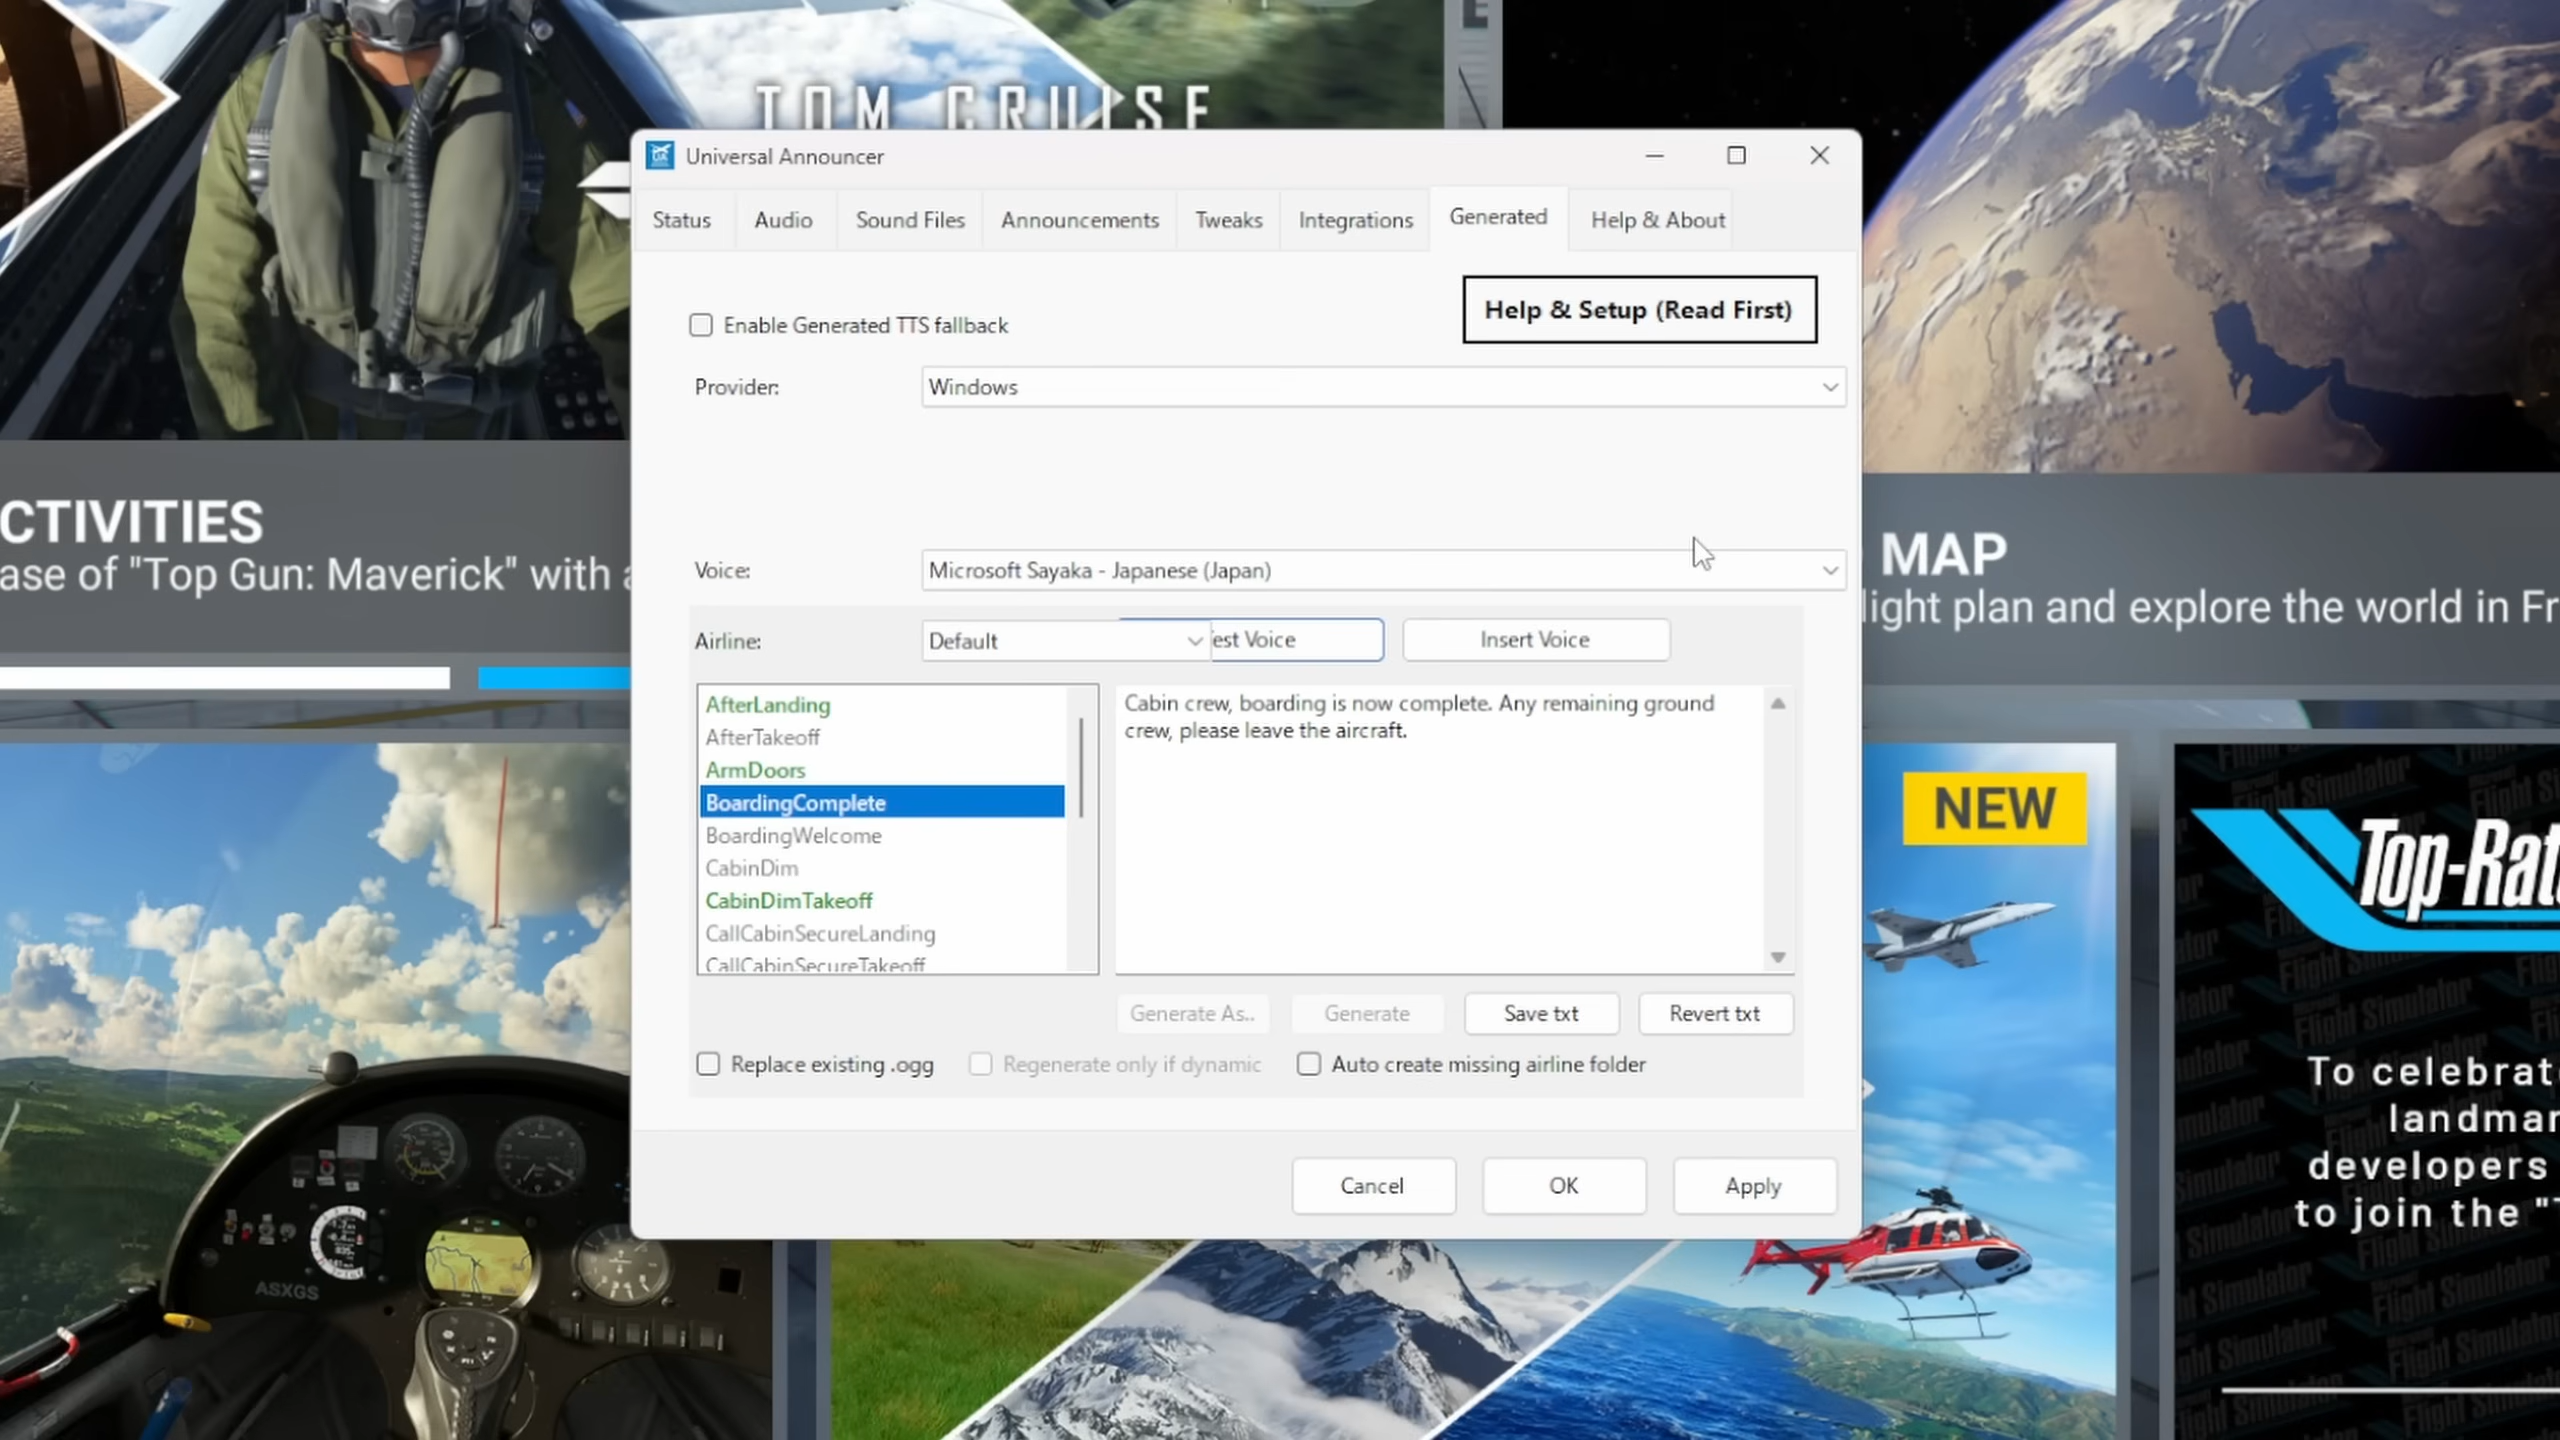 TOM CRUISE
Universal Announcer
Status
Audio
Sound Files
Announcements
Tweaks
Integrations
Generated
Help & About
Enable Generated TTS fallback
Help & Setup (Read First)
Provider:
Windows
CTIVITIES
ase of "Top Gun: Maverick" with
MAP
light plan and explore the world in Fr
Voice:
Microsoft Sayaka - Japanese (Japan)
Airline:
Default
est Voice
Insert Voice
AfterLanding
AfterTakeoff
ArmDoors
BoardingComplete
BoardingWelcome
CabinDim
CabinDimTakeoff
CallCabinSecureLanding
CallCabinSecureTakeoff
Cabin crew, boarding is now complete. Any remaining ground
crew, please leave the aircraft.
Generate As..
Generate
Save txt
Revert txt
Replace existing .ogg
Regenerate only if dynamic
Auto create missing airline folder
Cancel
OK
Apply
NEW
Top-Rat
To celebrat
landmar
developers
to join the "T
ASXGS